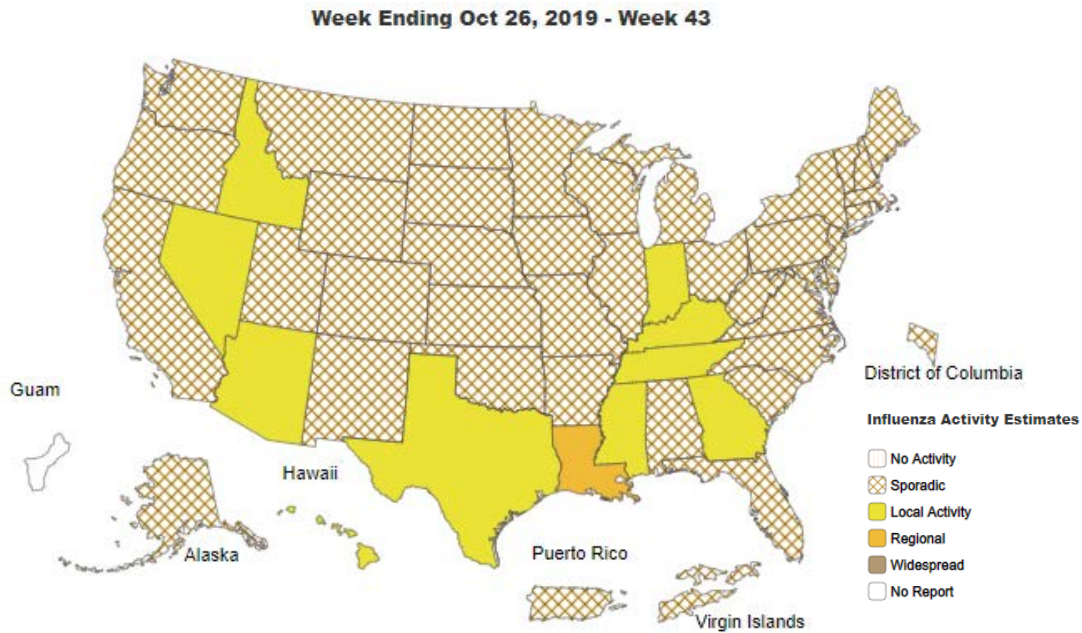 Week Ending Oct 26, 2019 - Week 43
Guam
Hawaii
Alaska
Puerto Rico
Virgin Islands
District of Columbia
Influenza Activity Estimates
No Activity
Sporadic
Local Activity
Regional
Widespread
No Report